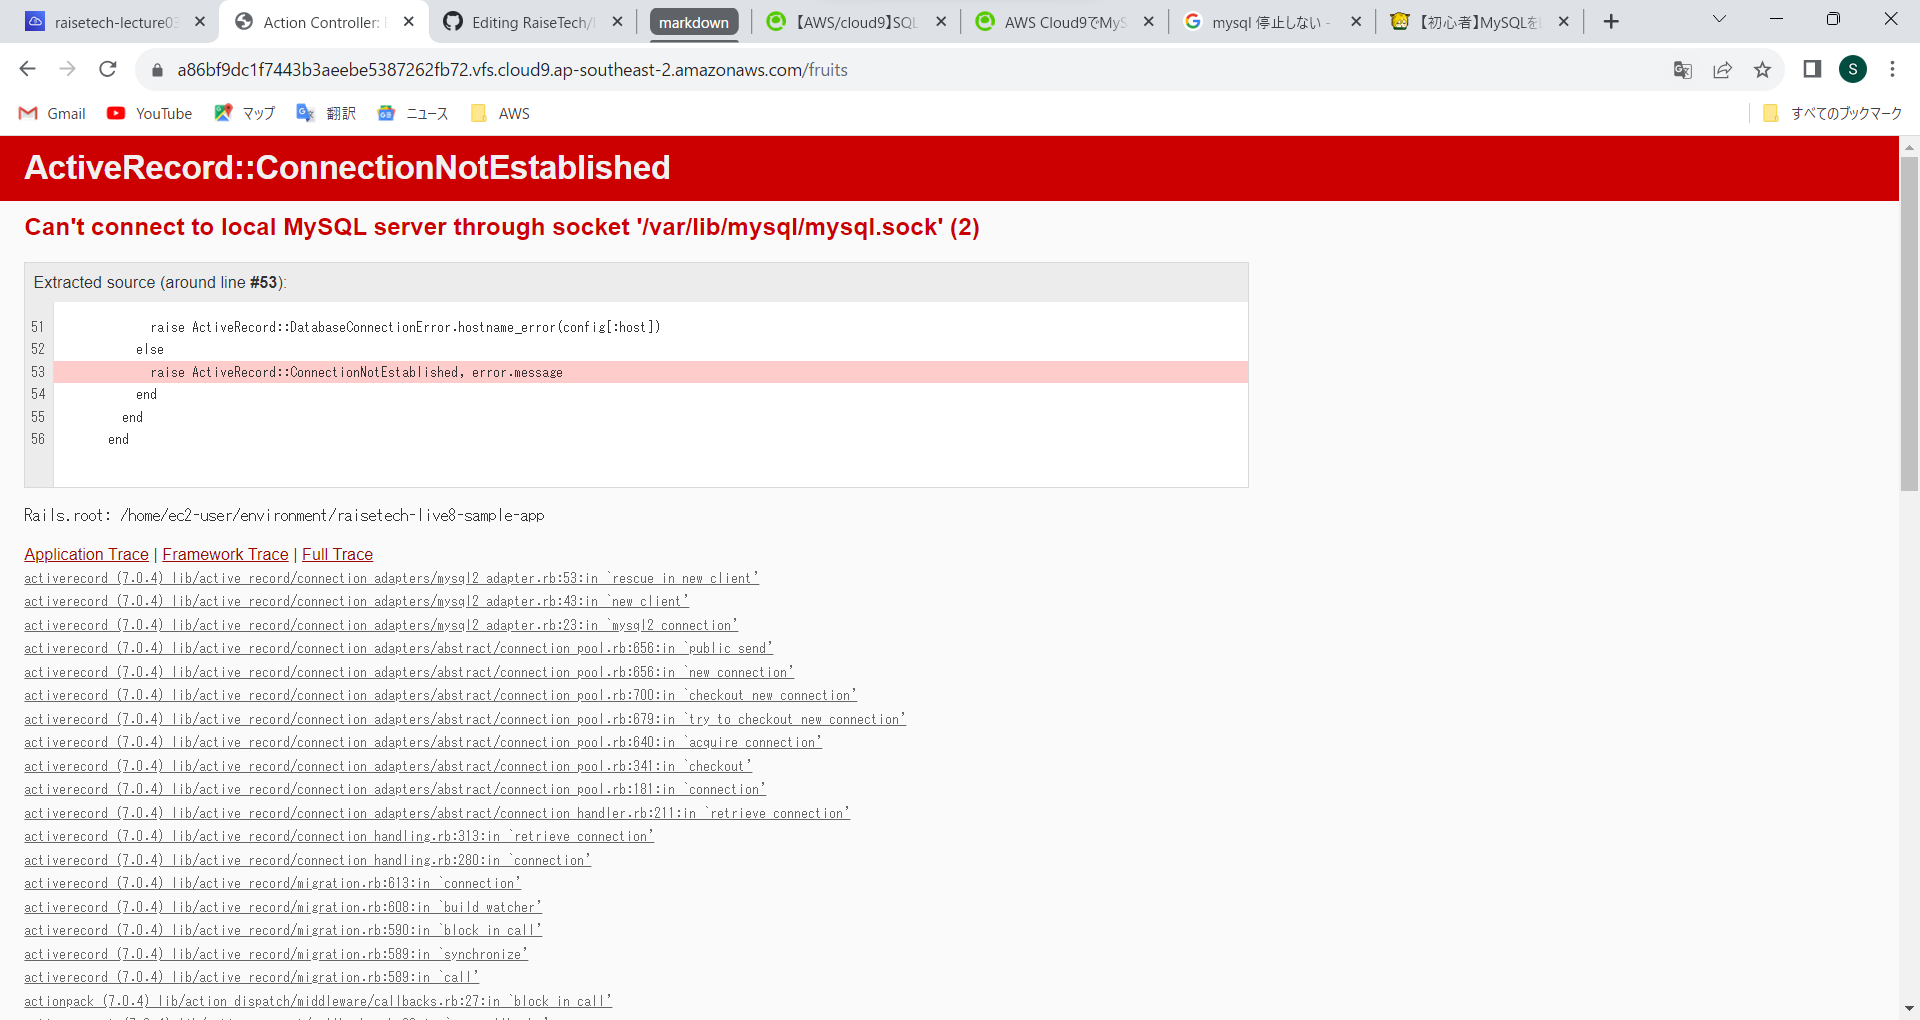 raisetech-lecture03
Action Controller: 
Editing RaiseTech/
markdown
【AWS/cloud9】SQL
AWS Cloud9でMyS
mysql 停止しない -
【初心者】MySQLを
a86bf9dc1f7443b3aeebe5387262fb72.vfs.cloud9.ap-southeast-2.amazonaws.com/fruits
S
Gmail
YouTube
マップ
翻訳
ニュース
AWS
すべてのブックマーク
ActiveRecord::ConnectionNotEstablished
Can't connect to local MySQL server through socket '/var/lib/mysql/mysql.sock' (2)
Extracted source (around line #53):
51 raise ActiveRecord::DatabaseConnectionError.hostname_error(config[:host])
52 else
53 raise ActiveRecord::ConnectionNotEstablished, error.message
54 end
55 end
56 end
Rails.root: /home/ec2-user/environment/raisetech-live8-sample-app
Application Trace | Framework Trace | Full Trace
activerecord (7.0.4) lib/active_record/connection_adapters/mysql2_adapter.rb:53:in `rescue in new_client'
activerecord (7.0.4) lib/active_record/connection_adapters/mysql2_adapter.rb:43:in `new_client'
activerecord (7.0.4) lib/active_record/connection_adapters/mysql2_adapter.rb:23:in `mysql2_connection'
activerecord (7.0.4) lib/active_record/connection_adapters/abstract/connection_pool.rb:656:in `public_send'
activerecord (7.0.4) lib/active_record/connection_adapters/abstract/connection_pool.rb:656:in `new_connection'
activerecord (7.0.4) lib/active_record/connection_adapters/abstract/connection_pool.rb:700:in `checkout_new_connection'
activerecord (7.0.4) lib/active_record/connection_adapters/abstract/connection_pool.rb:679:in `try_to_checkout_new_connection'
activerecord (7.0.4) lib/active_record/connection_adapters/abstract/connection_pool.rb:640:in `acquire_connection'
activerecord (7.0.4) lib/active_record/connection_adapters/abstract/connection_pool.rb:341:in `checkout'
activerecord (7.0.4) lib/active_record/connection_adapters/abstract/connection_pool.rb:181:in `connection'
activerecord (7.0.4) lib/active_record/connection_adapters/abstract/connection_handler.rb:211:in `retrieve_connection'
activerecord (7.0.4) lib/active_record/connection_handling.rb:313:in `retrieve_connection'
activerecord (7.0.4) lib/active_record/connection_handling.rb:280:in `connection'
activerecord (7.0.4) lib/active_record/migration.rb:613:in `connection'
activerecord (7.0.4) lib/active_record/migration.rb:608:in `build_watcher'
activerecord (7.0.4) lib/active_record/migration.rb:590:in `block in call'
activerecord (7.0.4) lib/active_record/migration.rb:589:in `synchronize'
activerecord (7.0.4) lib/active_record/migration.rb:589:in `call'
actionpack (7.0.4) lib/action_dispatch/middleware/callbacks.rb:27:in `block in call'